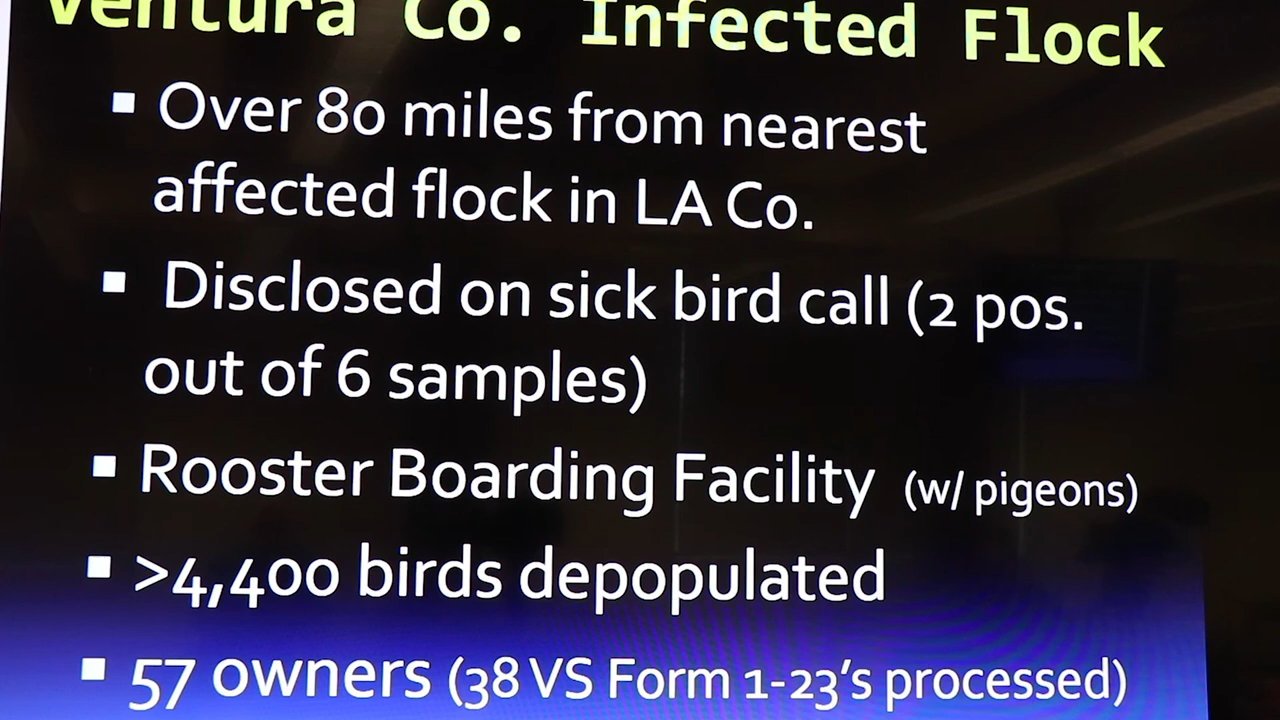 Ventura Co. Infected Flock
▪ Over 80 miles from nearest
affected flock in LA Co.
▪ Disclosed on sick bird call (2 pos.
out of 6 samples)
▪ Rooster Boarding Facility (w/ pigeons)
▪ >4,400 birds depopulated
▪ 57 owners (38 VS Form 1-23’s processed)